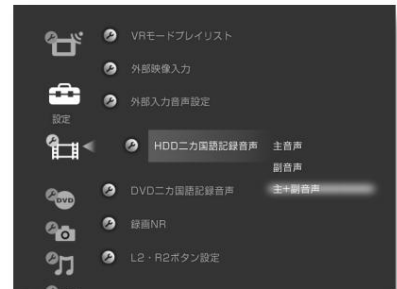 VRモードプレイリスト
外部映像入力
外部入力音声設定
設定
HDD二カ国語記録音声 主音声
副音声
主+副音声
DVD二カ国語記録音声
DVD
録画NR
L2・R2ボタン設定